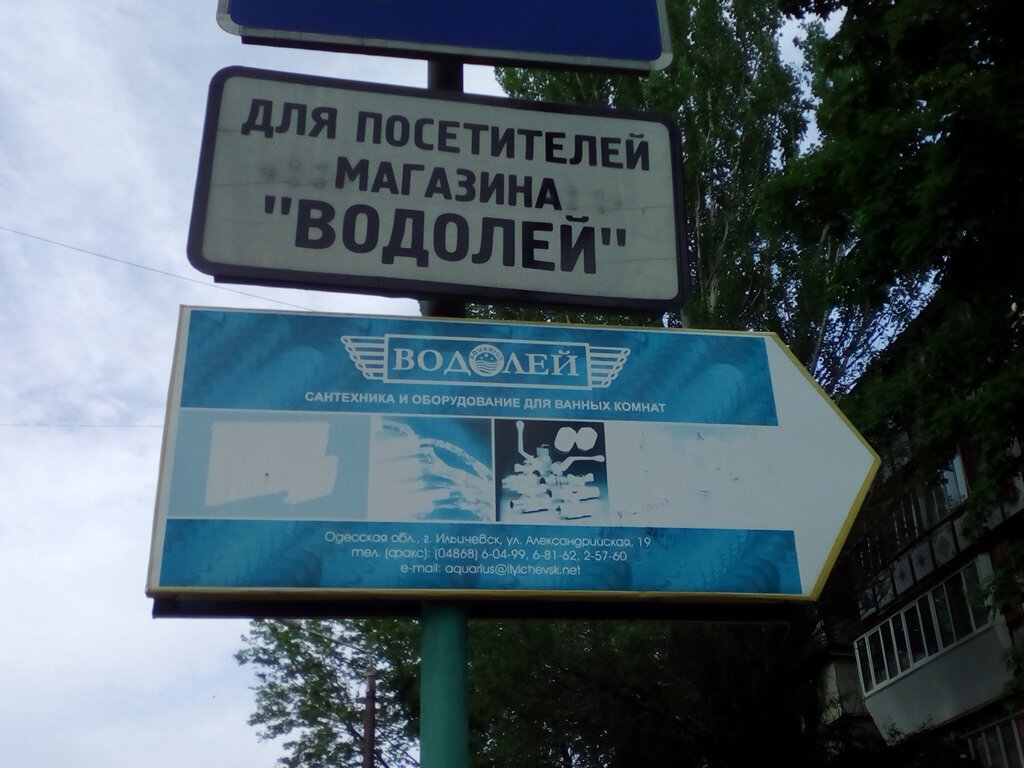 ДЛЯ ПОСЕТИТЕЛЕЙ
МАГАЗИНА
"ВОДОЛЕЙ"
ВОДОЛЕЙ
САНТЕХНИКА И ОБОРУДОВАНИЕ ДЛЯ ВАННЫХ КОМНАТ
Одесская обл., г. Ильичевск, ул. Александрийская, 19
тел. (факс): (04868) 6-04-99, 6-81-62, 2-57-60
e-mail: aquarius@ilyichevsk.net